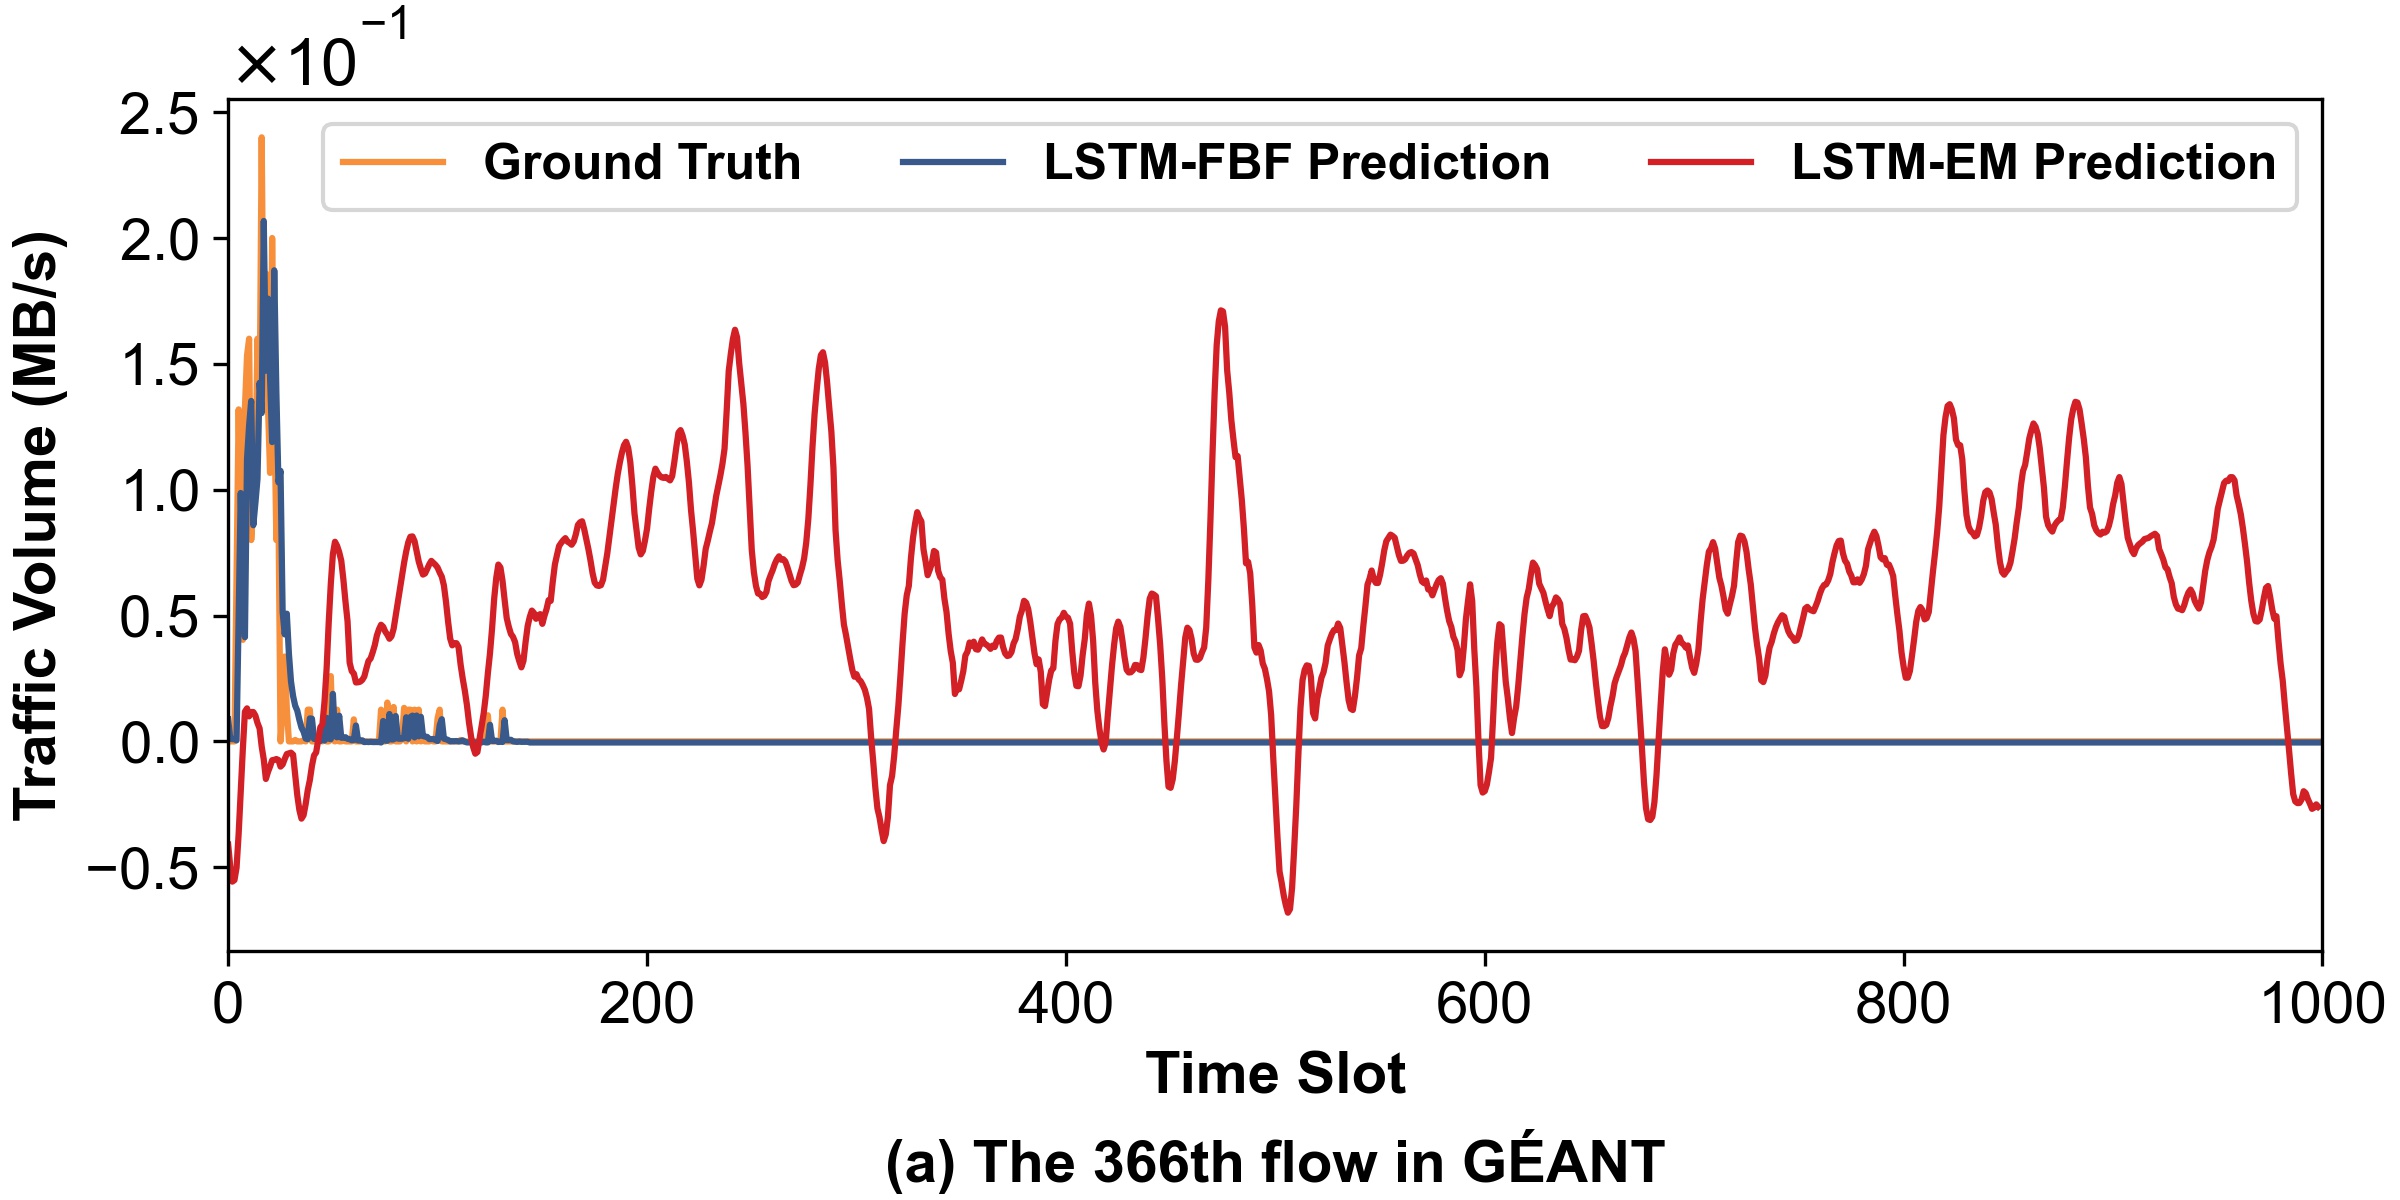 ×10⁻¹
2.5
2.0
1.5
1.0
0.5
0.0
−0.5
Traffic Volume (MB/s)
Ground Truth LSTM-FBF Prediction LSTM-EM Prediction
0 200 400 600 800 1000
Time Slot
(a) The 366th flow in GÉANT